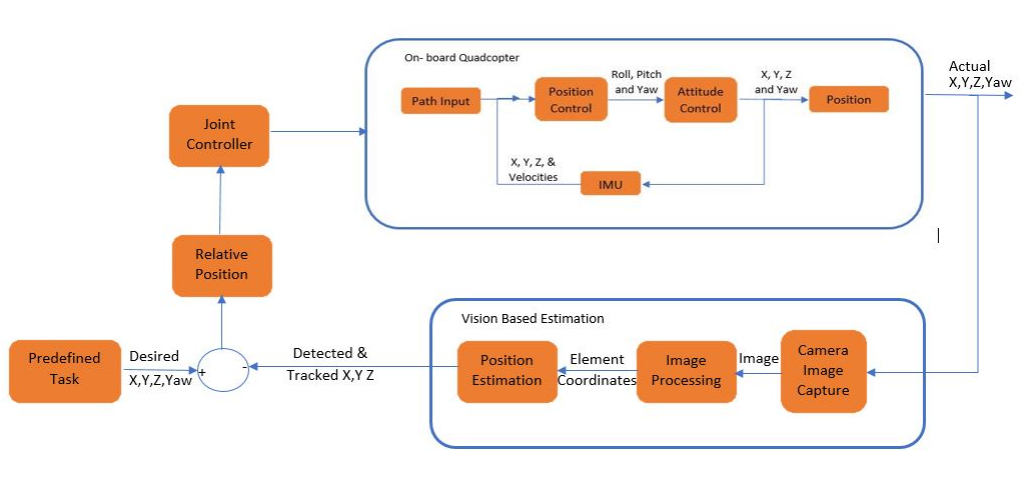 On- board Quadcopter
Path Input
Position
Control
Roll, Pitch
and Yaw
Attitude
Control
X, Y, Z
and Yaw
Position
Actual
X,Y,Z,Yaw
X, Y, Z, &
Velocities
IMU
Joint
Controller
Relative
Position
Predefined
Task
Desired
X,Y,Z,Yaw
+
-
Detected &
Tracked X,Y Z
Vision Based Estimation
Position
Estimation
Element
Coordinates
Image
Processing
Image
Camera
Image
Capture